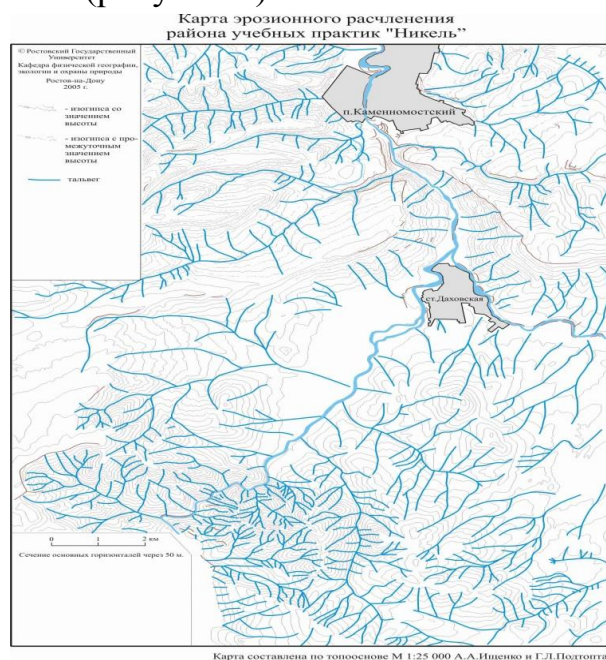 Карта эрозионного расчленения
района учебных практик "Никель”
© Ростовский Государственный
Университет
Кафедра физической географии,
экологии и охраны природы
Ростов-на-Дону
2005 г.
- изогипса со
значением
высоты
- изогипса с про-
межуточным
значением
высоты
тальвег
п.Каменномостский
ст.Даховская
0 1 2 км
Сечение основных горизонталей через 50 м.
Карта составлена по топооснове М 1:25 000 А.А.Ищенко и Г.Л.Подтопта